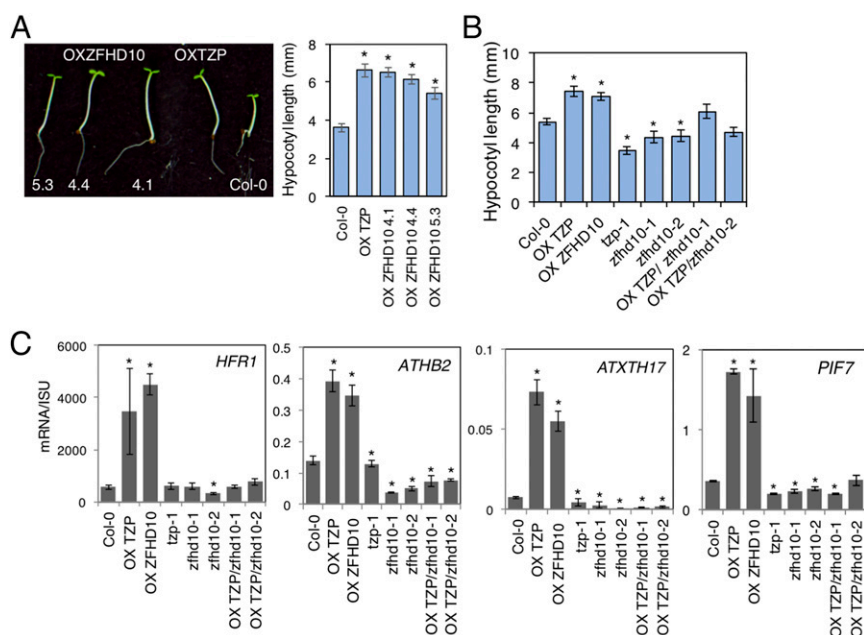 A
OXZFHD10 OXTZP
5.3 4.4 4.1 Col-0
Hypocotyl length (mm)
8
6
4
2
0
* * * *
Col-0
OX TZP
OX ZFHD10 4.1
OX ZFHD10 4.4
OX ZFHD10 5.3
B
Hypocotyl length (mm)
10
8
6
4
2
0
* * * * *
Col-0
OX TZP
OX ZFHD10
tzp-1
zfhd10-1
zfhd10-2
OX TZP/ zfhd10-1
OX TZP/zfhd10-2
C
mRNA/ISU
HFR1
6000
4000
2000
0
* * *
Col-0
OX TZP
OX ZFHD10
tzp-1
zfhd10-1
zfhd10-2
OX TZP/zfhd10-1
OX TZP/zfhd10-2
ATHB2
0.5
0.4
0.3
0.2
0.1
0
* * * * * * *
Col-0
OX TZP
OX ZFHD10
tzp-1
zfhd10-1
zfhd10-2
OX TZP/zfhd10-1
OX TZP/zfhd10-2
ATXTH17
0.1
0.05
0
* * * * * * *
Col-0
OX TZP
OX ZFHD10
tzp-1
zfhd10-1
zfhd10-2
OX TZP/zfhd10-1
OX TZP/zfhd10-2
PIF7
2
1
0
* * * * * *
Col-0
OX TZP
OX ZFHD10
tzp-1
zfhd10-1
zfhd10-2
OX TZP/zfhd10-1
OX TZP/zfhd10-2